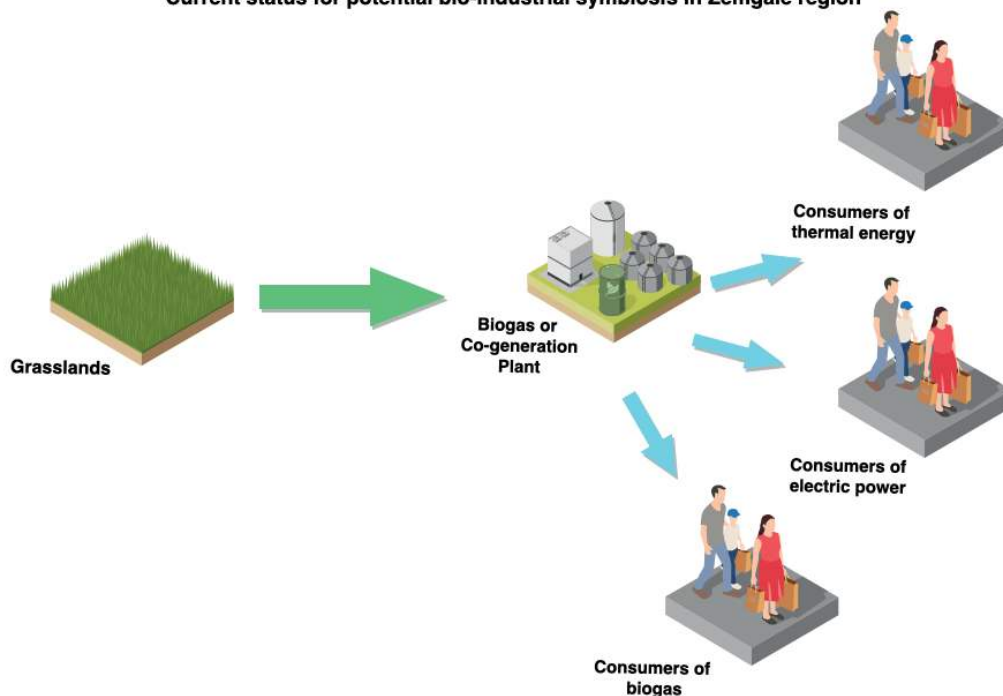 Current status for potential bio-industrial symbiosis in Zemgale region
Consumers of
thermal energy
Grasslands
Biogas or
Co-generation
Plant
Consumers of
electric power
Consumers of
biogas